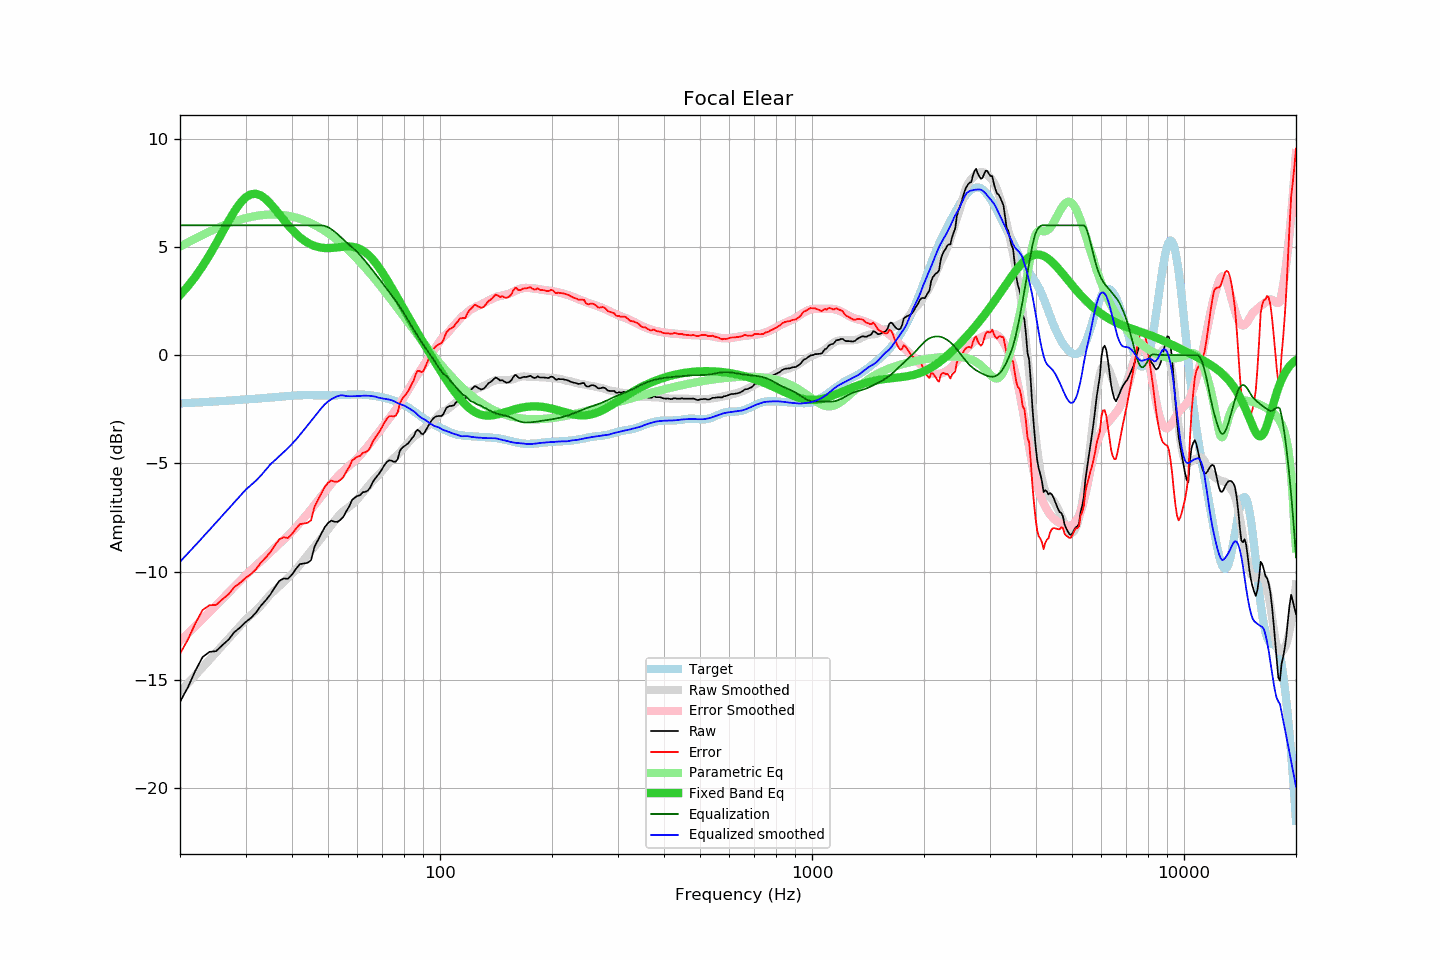 Focal Elear
10
5
0
−5
−10
−15
−20
Amplitude (dBr)
Target
Raw Smoothed
Error Smoothed
Raw
Error
Parametric Eq
Fixed Band Eq
Equalization
Equalized smoothed
100 1000 10000
Frequency (Hz)